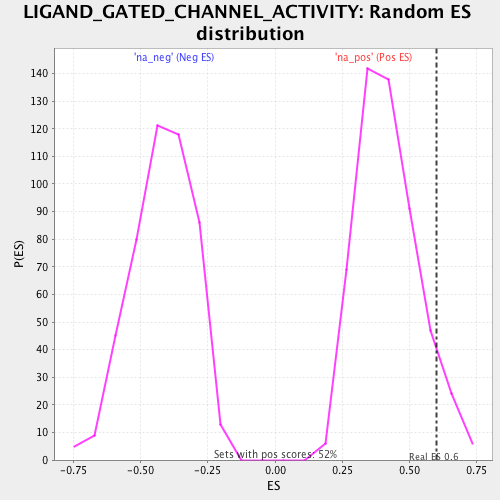 LIGAND_GATED_CHANNEL_ACTIVITY: Random ES
distribution
'na_neg' (Neg ES)
'na_pos' (Pos ES)
140
130
120
110
100
90
80
70
60
50
40
30
20
10
0
P(ES)
Sets with pos scores: 52%
Real ES 0.6
-0.75
-0.50
-0.25
0.00
0.25
0.50
0.75
ES